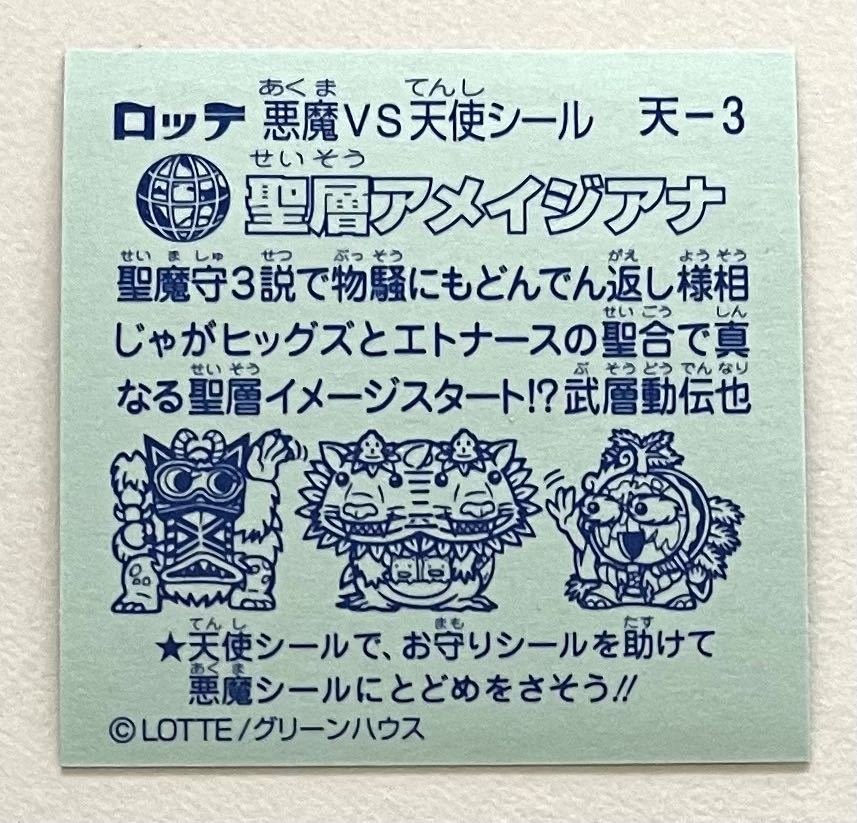 ロッテ 悪魔VS天使シール 天－3
聖層アメイジアナ
聖魔守3説で物騒にもどんでん返し様相
じゃがヒッグズとエトナースの聖合で真
なる聖層イメージスタート!?武層動伝也
★天使シールで、お守りシールを助けて
悪魔シールにとどめをさそう!!
©LOTTE/グリーンハウス